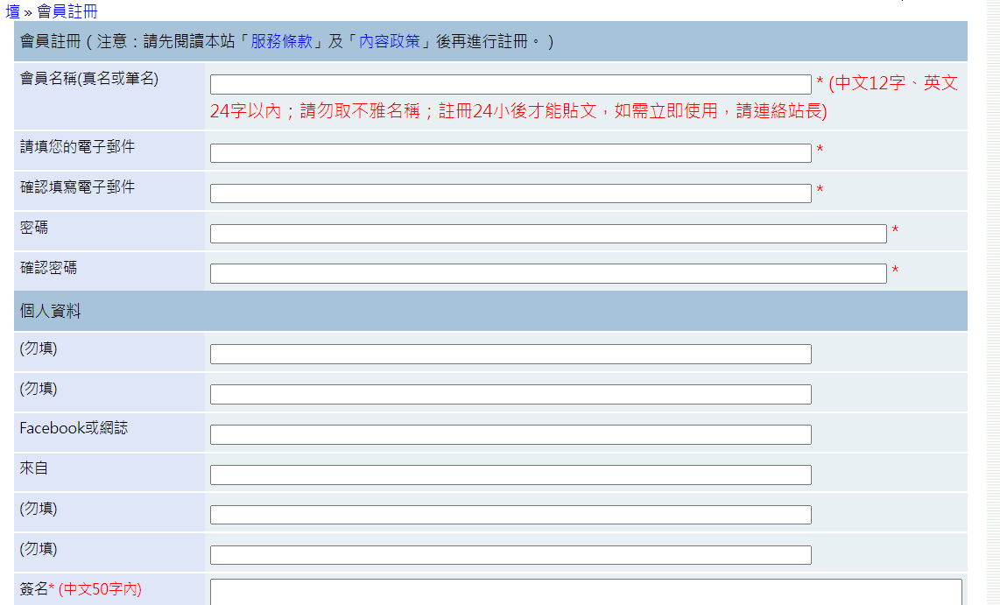 壇 » 會員註冊
會員註冊 ( 注意：請先閱讀本站「服務條款」及「內容政策」後再進行註冊。)
會員名稱(真名或筆名)
* (中文12字、英文
24字以內；請勿取不雅名稱；註冊24小後才能貼文，如需立即使用，請連絡站長)
請填您的電子郵件
*
確認填寫電子郵件
*
密碼
*
確認密碼
*
個人資料
(勿填)
(勿填)
Facebook或網誌
來自
(勿填)
(勿填)
簽名* (中文50字內)